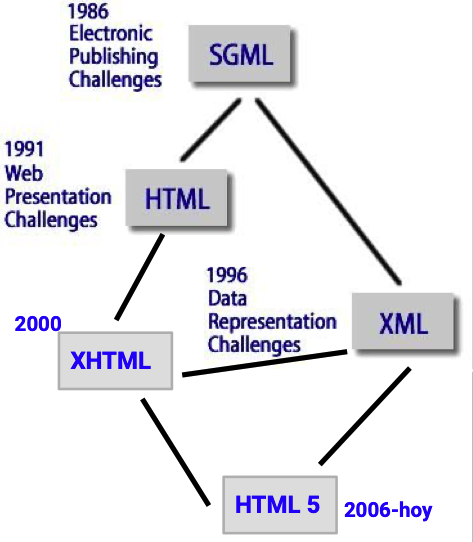 1986
Electronic
Publishing
Challenges
SGML
1991
Web
Presentation
Challenges
HTML
1996
Data
Representation
Challenges
XML
2000
XHTML
HTML 5
2006-hoy